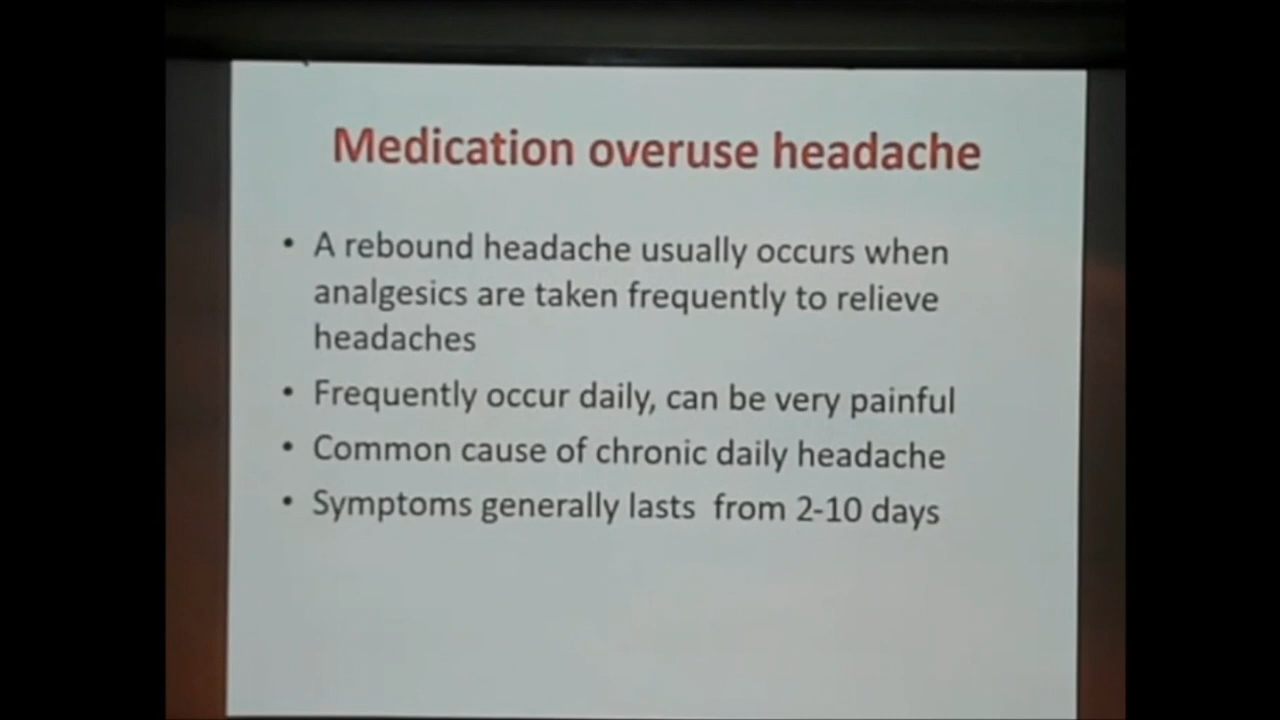 Medication overuse headache
• A rebound headache usually occurs when
analgesics are taken frequently to relieve
headaches
• Frequently occur daily, can be very painful
• Common cause of chronic daily headache
• Symptoms generally lasts from 2-10 days